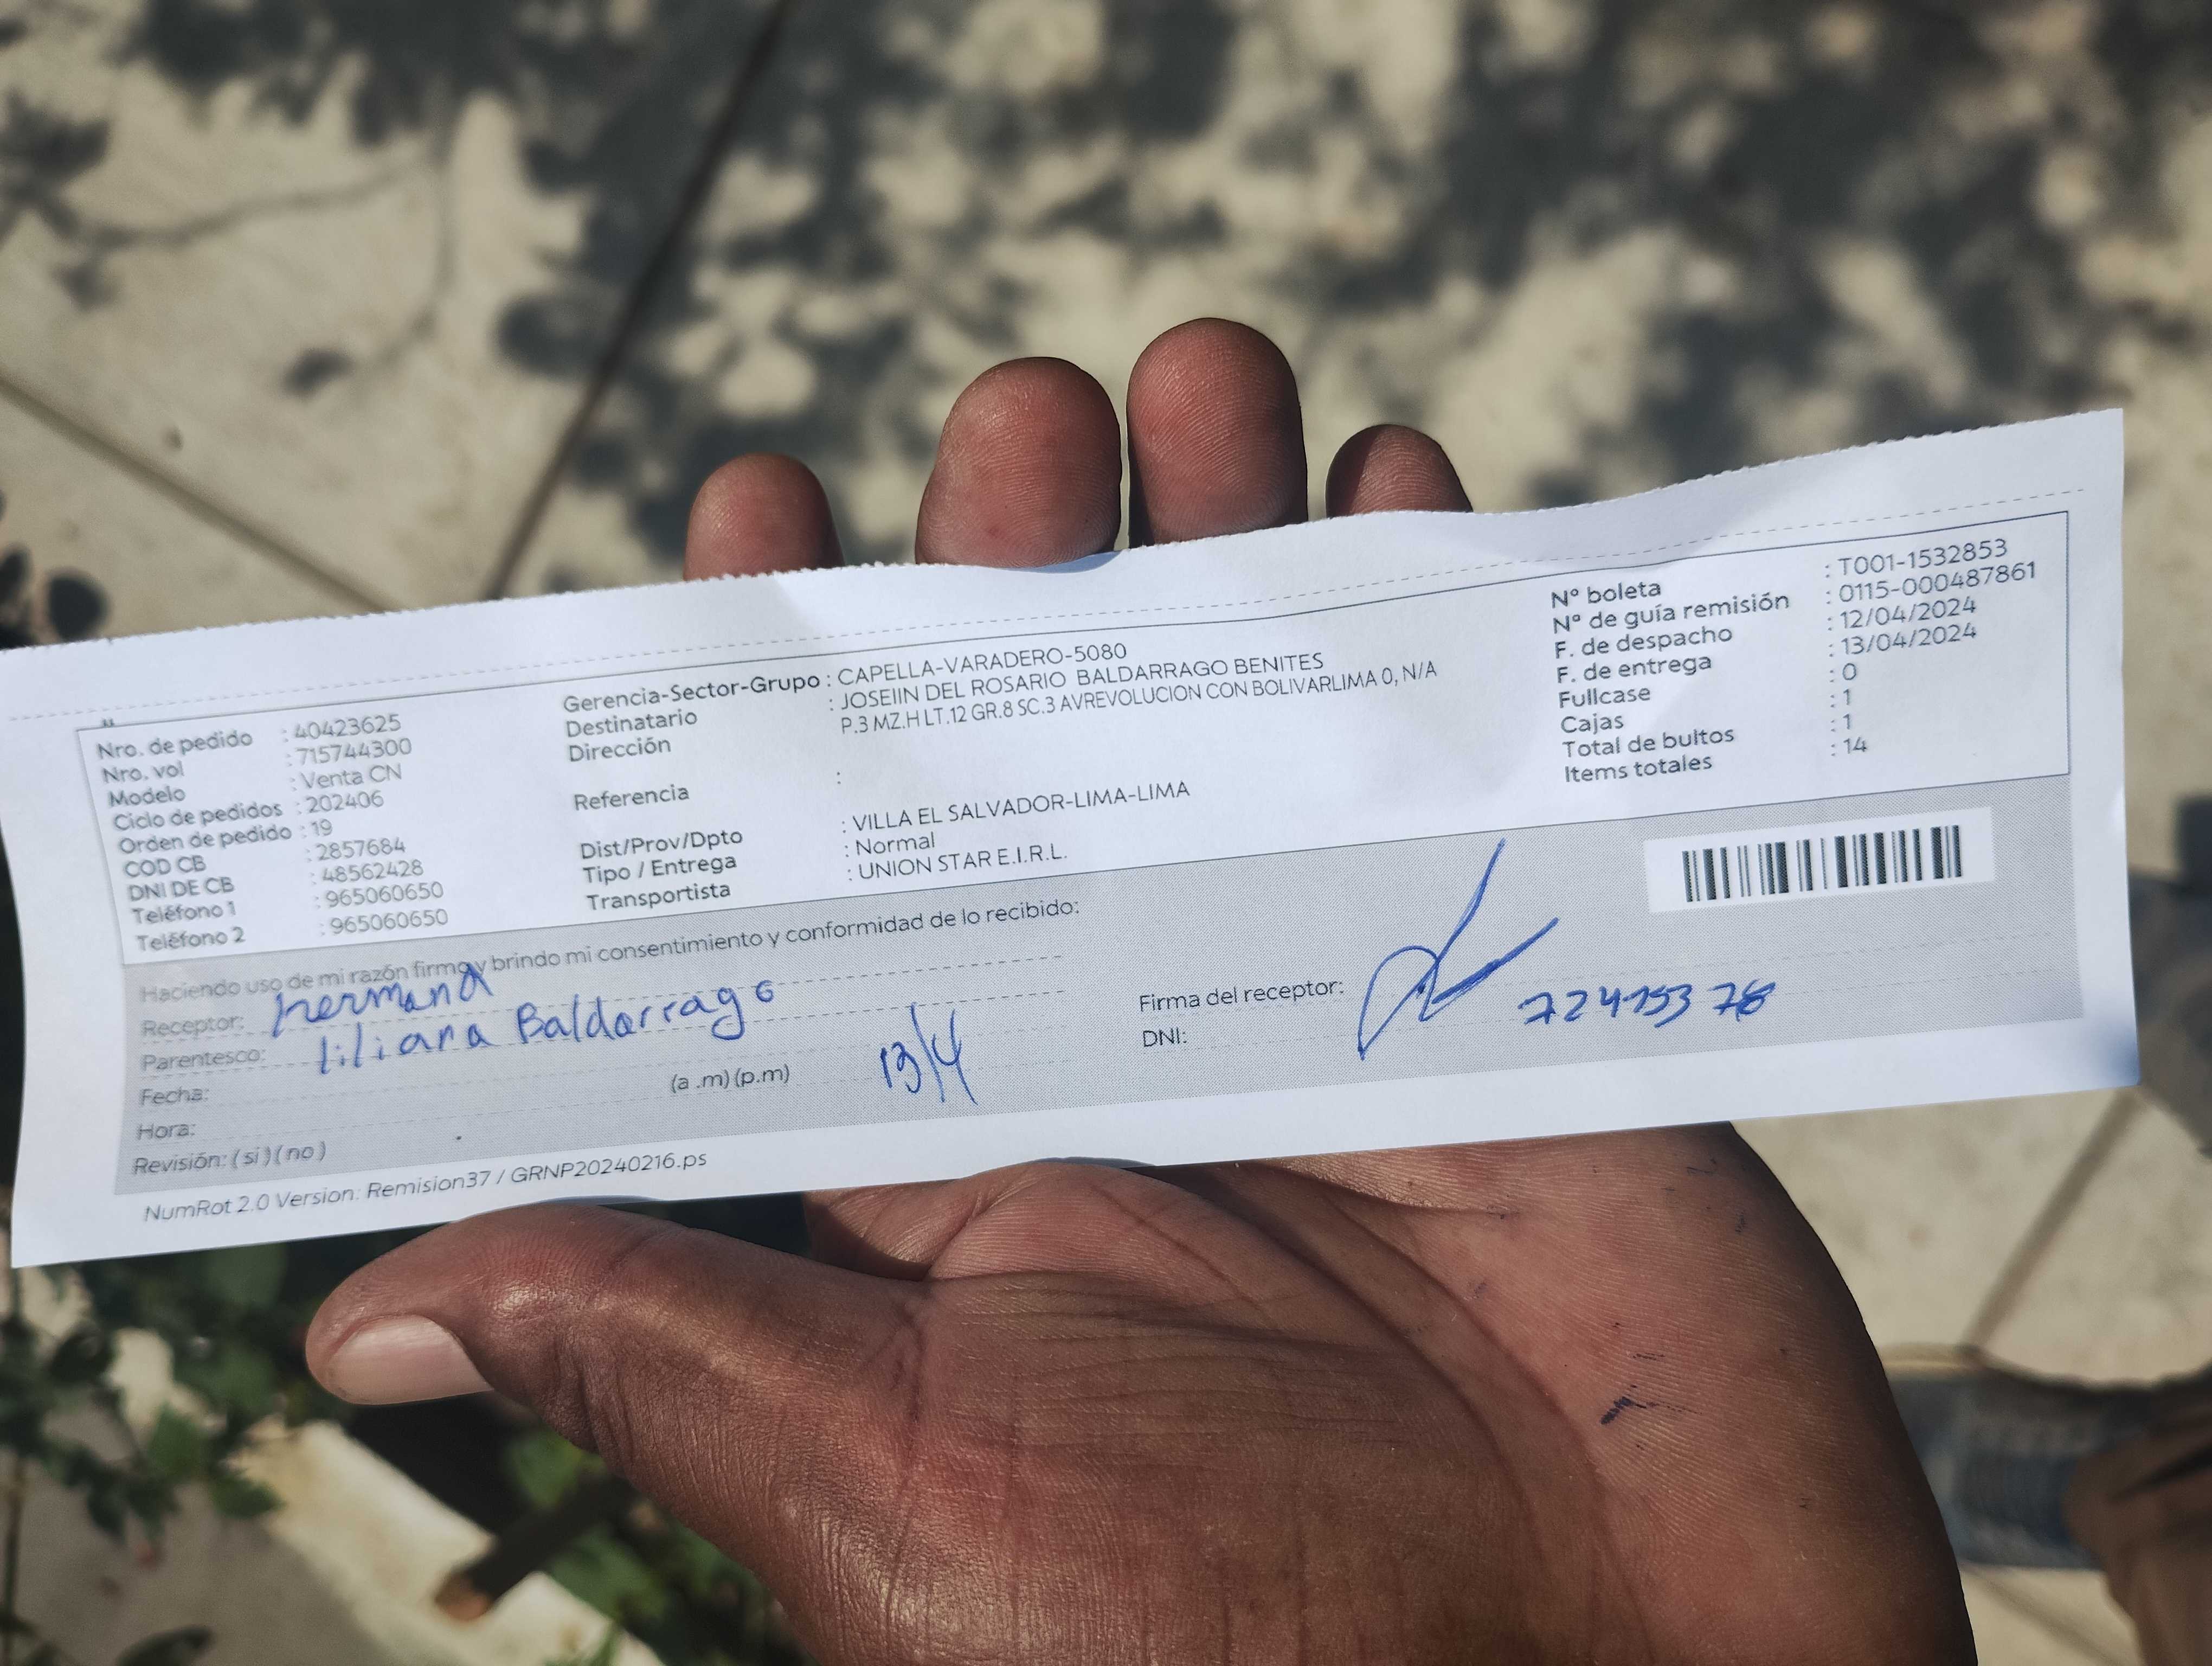 Nro. de pedido : 40423625
Nro. vol : 715744300
Modelo : Venta CN
Ciclo de pedidos : 202406
Orden de pedido : 19
COD CB : 2857684
DNI DE CB : 48562428
Teléfono 1 : 965060650
Teléfono 2 : 965060650
Gerencia-Sector-Grupo : CAPELLA-VARADERO-5080
Destinatario : JOSEIIN DEL ROSARIO BALDARRAGO BENITES
Dirección P.3 MZ.H LT.12 GR.8 SC.3 AVREVOLUCION CON BOLIVARLIMA 0, N/A
Referencia :
Dist/Prov/Dpto : VILLA EL SALVADOR-LIMA-LIMA
Tipo / Entrega : Normal
Transportista : UNION STAR E.I.R.L.
N° boleta : T001-1532853
N° de guía remisión : 0115-000487861
F. de despacho : 12/04/2024
F. de entrega : 13/04/2024
Fullcase : 0
Cajas : 1
Total de bultos : 1
Items totales : 14
Haciendo uso de mi razón firmo y brindo mi consentimiento y conformidad de lo recibido:
Receptor: hermana
Parentesco: liliana Baldarrago
Fecha:
Hora: (a .m) (p.m) 13/4
Revisión: ( si ) ( no )
Firma del receptor:
DNI:
NumRot 2.0 Version: Remision37 / GRNP20240216.ps